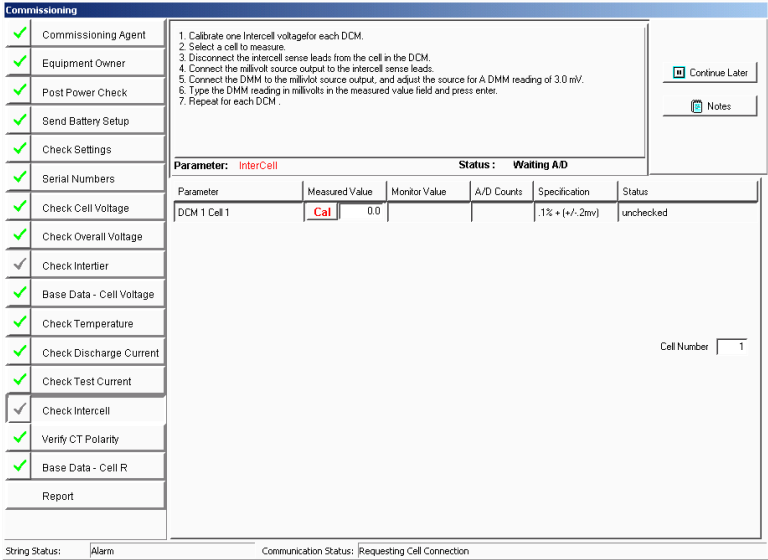 Commissioning
Commissioning Agent
Equipment Owner
Post Power Check
Send Battery Setup
Check Settings
Serial Numbers
Check Cell Voltage
Check Overall Voltage
Check Intertier
Base Data - Cell Voltage
Check Temperature
Check Discharge Current
Check Test Current
Check Intercell
Verify CT Polarity
Base Data - Cell R
Report
1. Calibrate one Intercell voltagefor each DCM.
2. Select a cell to measure.
3. Disconnect the intercell sense leads from the cell in the DCM.
4. Connect the millivolt source output to the intercell sense leads.
5. Connect the DMM to the millivlot source output, and adjust the source for A DMM reading of 3.0 mV.
6. Type the DMM reading in millivolts in the measured value field and press enter.
7. Repeat for each DCM .
Parameter: InterCell Status : Waiting A/D
Continue Later
Notes
Parameter Measured Value Monitor Value A/D Counts Specification Status
DCM 1 Cell 1 Cal 0.0 .1% + (+/-.2mv) unchecked
Cell Number 1
String Status: Alarm Communication Status: Requesting Cell Connection